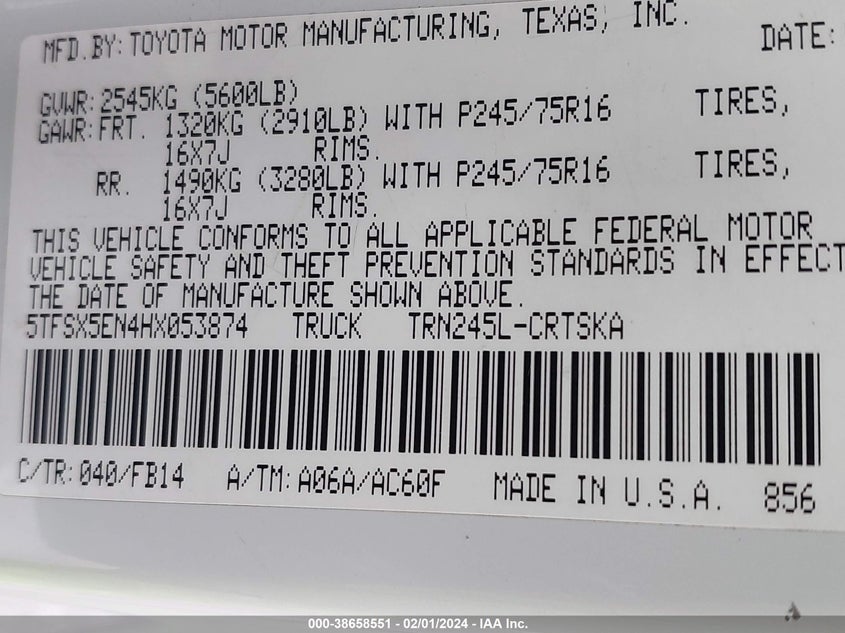 MFD.BY:TOYOTA MOTOR MANUFACTURING, TEXAS, INC. DATE:
GVWR:2545KG (5600LB)
GAWR:FRT. 1320KG (2910LB) WITH P245/75R16 TIRES,
16X7J RIMS.
RR. 1490KG (3280LB) WITH P245/75R16 TIRES,
16X7J RIMS.
THIS VEHICLE CONFORMS TO ALL APPLICABLE FEDERAL MOTOR
VEHICLE SAFETY AND THEFT PREVENTION STANDARDS IN EFFECT
THE DATE OF MANUFACTURE SHOWN ABOVE.
5TFSX5EN4HX053874 TRUCK TRN245L-CRTSKA
C/TR:040/FB14 A/TM:A06A/AC60F MADE IN U.S.A. 856
000-38658551 - 02/01/2024 - IAA Inc.